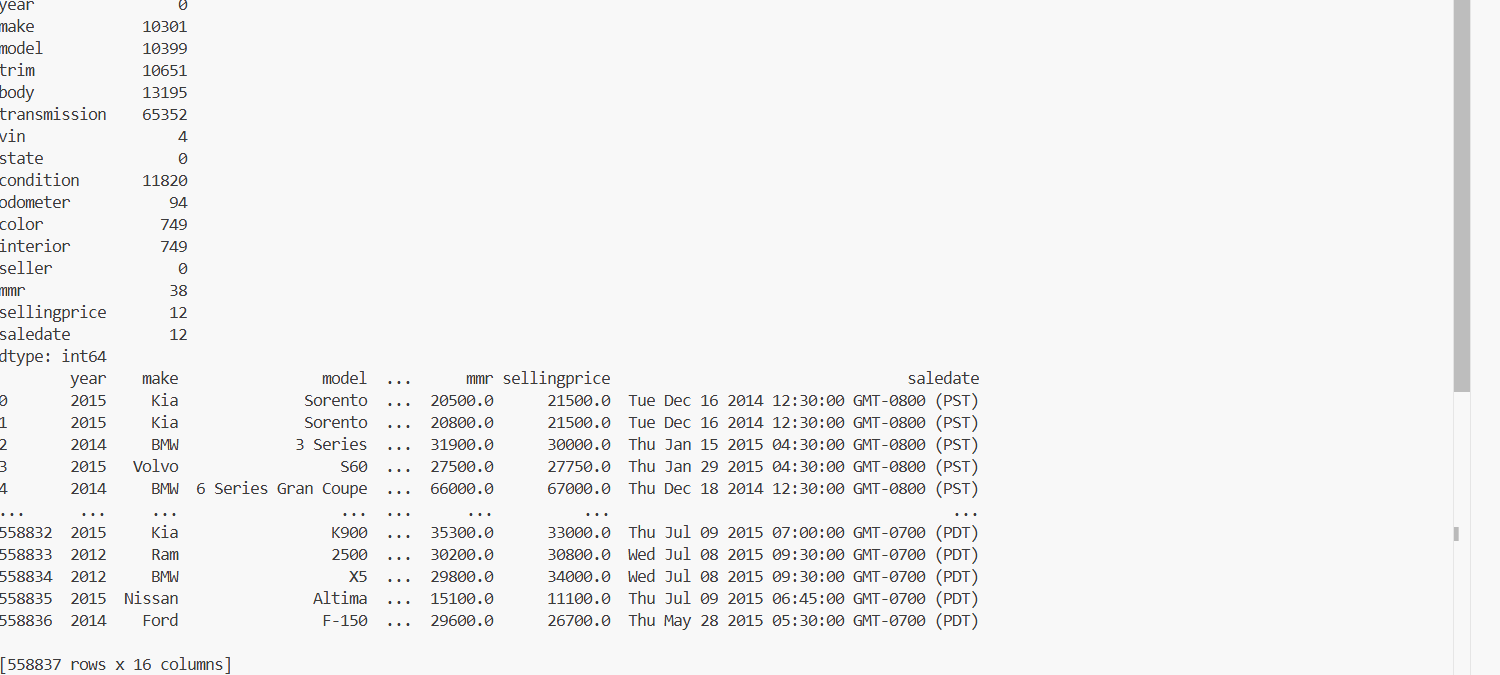 year 0
make 10301
model 10399
trim 10651
body 13195
transmission 65352
vin 4
state 0
condition 11820
odometer 94
color 749
interior 749
seller 0
mmr 38
sellingprice 12
saledate 12
dtype: int64
year make model ... mmr sellingprice saledate
0 2015 Kia Sorento ... 20500.0 21500.0 Tue Dec 16 2014 12:30:00 GMT-0800 (PST)
1 2015 Kia Sorento ... 20800.0 21500.0 Tue Dec 16 2014 12:30:00 GMT-0800 (PST)
2 2014 BMW 3 Series ... 31900.0 30000.0 Thu Jan 15 2015 04:30:00 GMT-0800 (PST)
3 2015 Volvo S60 ... 27500.0 27750.0 Thu Jan 29 2015 04:30:00 GMT-0800 (PST)
4 2014 BMW 6 Series Gran Coupe ... 66000.0 67000.0 Thu Dec 18 2014 12:30:00 GMT-0800 (PST)
... ... ... ... ... ... ... ...
558832 2015 Kia K900 ... 35300.0 33000.0 Thu Jul 09 2015 07:00:00 GMT-0700 (PDT)
558833 2012 Ram 2500 ... 30200.0 30800.0 Wed Jul 08 2015 09:30:00 GMT-0700 (PDT)
558834 2012 BMW X5 ... 29800.0 34000.0 Wed Jul 08 2015 09:30:00 GMT-0700 (PDT)
558835 2015 Nissan Altima ... 15100.0 11100.0 Thu Jul 09 2015 06:45:00 GMT-0700 (PDT)
558836 2014 Ford F-150 ... 29600.0 26700.0 Thu May 28 2015 05:30:00 GMT-0700 (PDT)
[558837 rows x 16 columns]